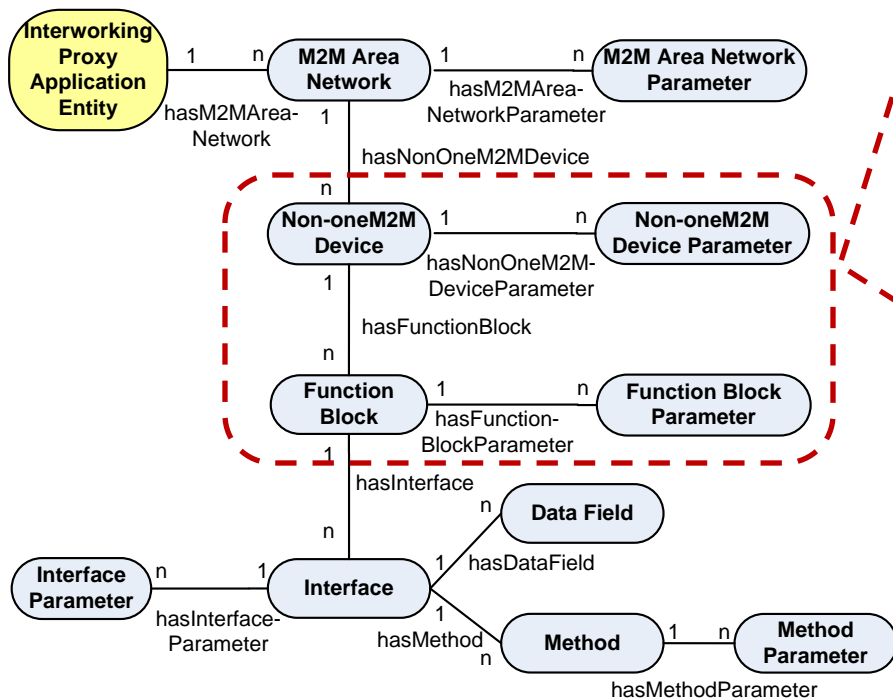 Interworking
Proxy
Application
Entity
1
n
M2M Area
Network
1
n
M2M Area Network
Parameter
hasM2MArea-
Network
hasM2MArea-
NetworkParameter
1
hasNonOneM2MDevice
n
Non-oneM2M
Device
1
n
Non-oneM2M
Device Parameter
hasNonOneM2M-
DeviceParameter
1
hasFunctionBlock
n
Function
Block
1
n
Function Block
Parameter
hasFunction-
BlockParameter
1
hasInterface
n
n
Data Field
hasDataField
Interface
Parameter
n
1
Interface
1
1
hasInterface-
Parameter
hasMethod
n
Method
1
n
Method
Parameter
hasMethodParameter